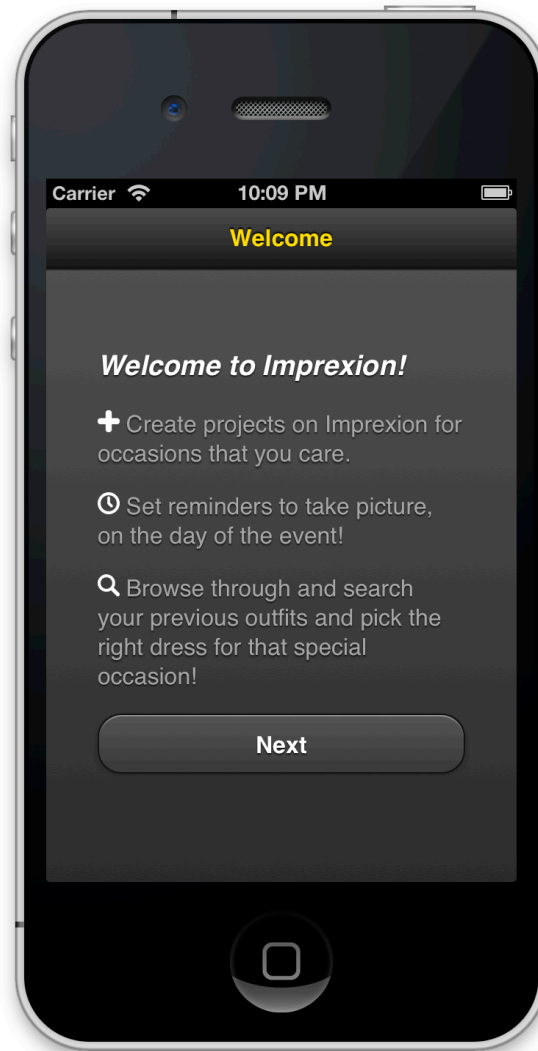 Carrier 10:09 PM
Welcome
Welcome to Imprexion!
Create projects on Imprexion for
occasions that you care.
Set reminders to take picture,
on the day of the event!
Browse through and search
your previous outfits and pick the
right dress for that special
occasion!
Next